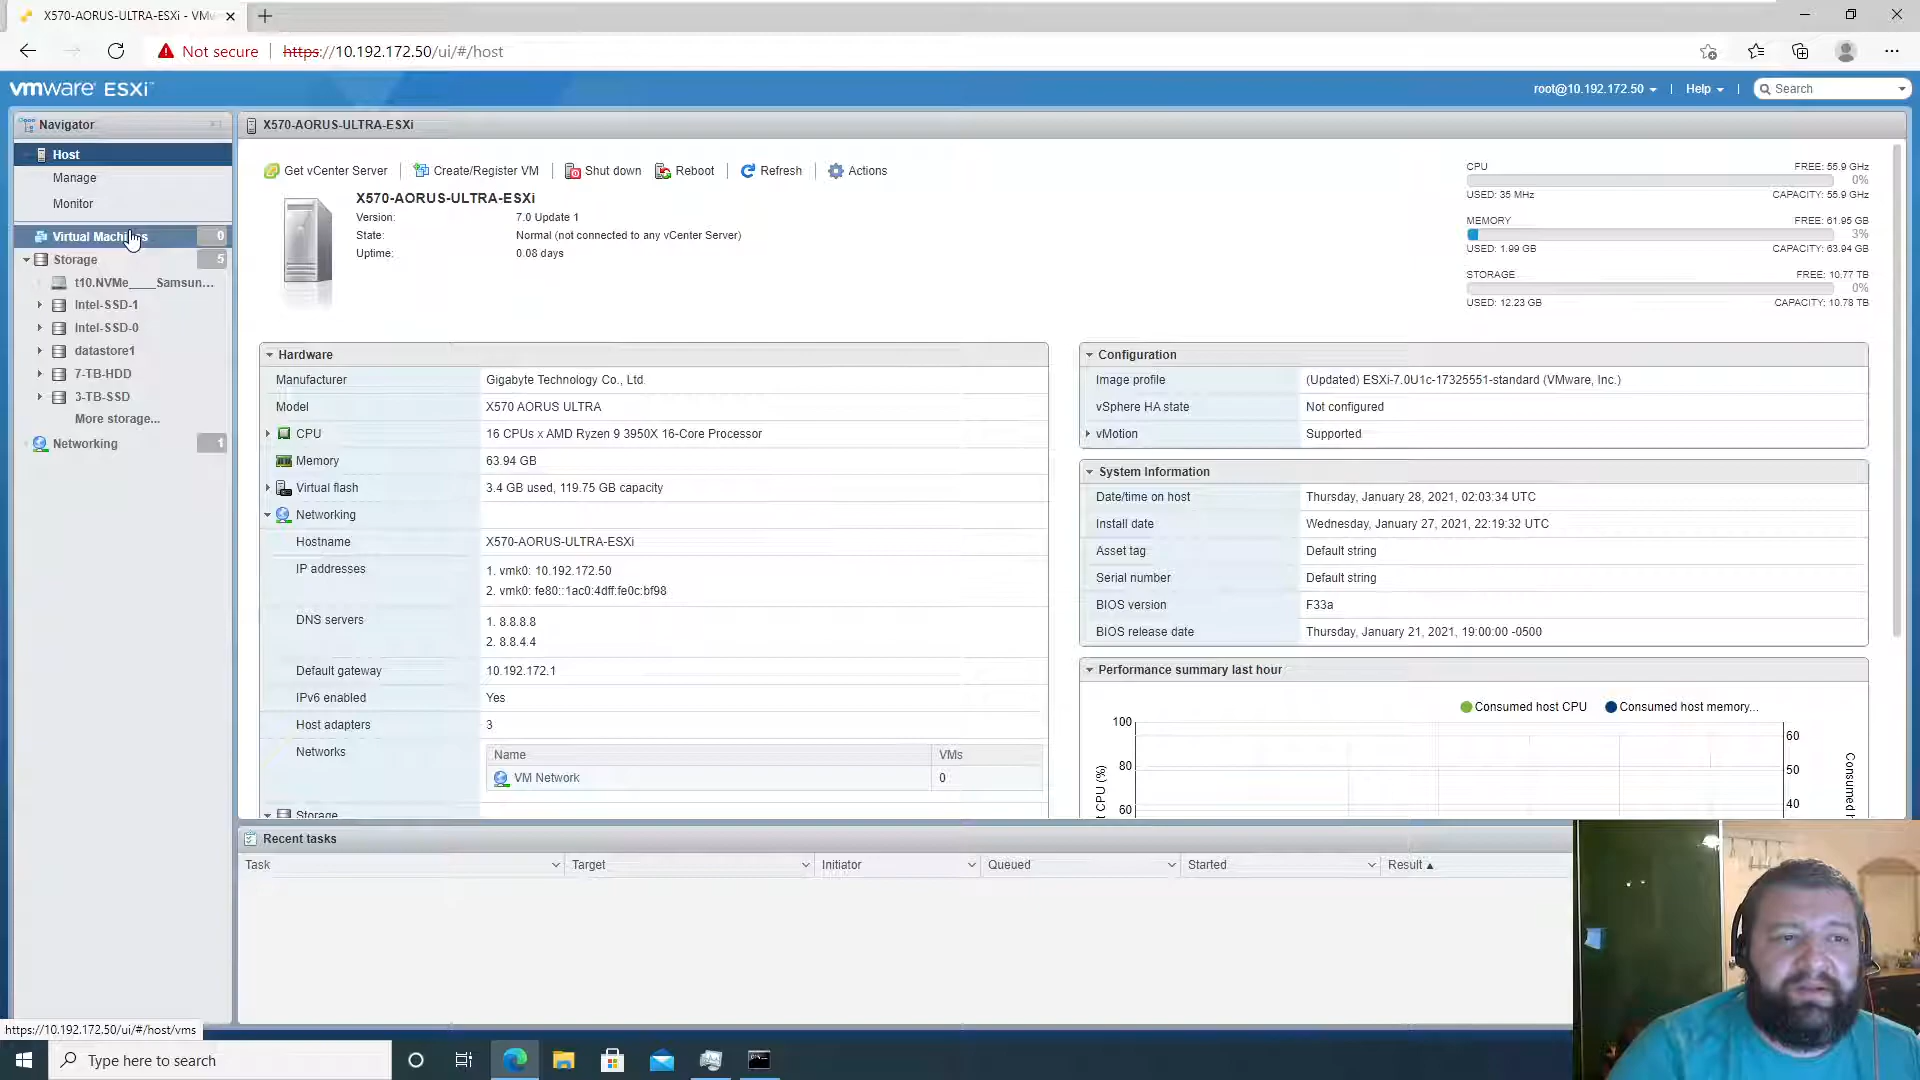 X570-AORUS-ULTRA-ESXi - VMw
Not secure
https://10.192.172.50/ui/#/host
vmware ESXi
root@10.192.172.50
Help
Search
Navigator
X570-AORUS-ULTRA-ESXi
Host
Manage
Monitor
Virtual Machines 0
Storage 5
t10.NVMe____Samsun...
Intel-SSD-1
Intel-SSD-0
datastore1
7-TB-HDD
3-TB-SSD
More storage...
Networking 1
Get vCenter Server
Create/Register VM
Shut down
Reboot
Refresh
Actions
X570-AORUS-ULTRA-ESXi
Version: 7.0 Update 1
State: Normal (not connected to any vCenter Server)
Uptime: 0.08 days
CPU FREE: 55.9 GHz
0%
USED: 35 MHz CAPACITY: 55.9 GHz
MEMORY FREE: 61.95 GB
3%
USED: 1.99 GB CAPACITY: 63.94 GB
STORAGE FREE: 10.77 TB
0%
USED: 12.23 GB CAPACITY: 10.78 TB
Hardware
Manufacturer Gigabyte Technology Co., Ltd.
Model X570 AORUS ULTRA
CPU 16 CPUs x AMD Ryzen 9 3950X 16-Core Processor
Memory 63.94 GB
Virtual flash 3.4 GB used, 119.75 GB capacity
Networking
Hostname X570-AORUS-ULTRA-ESXi
IP addresses 1. vmk0: 10.192.172.50
2. vmk0: fe80::1ac0:4dff:fe0c:bf98
DNS servers 1. 8.8.8.8
2. 8.8.4.4
Default gateway 10.192.172.1
IPv6 enabled Yes
Host adapters 3
Networks Name VMs
VM Network 0
Storage
Configuration
Image profile (Updated) ESXi-7.0U1c-17325551-standard (VMware, Inc.)
vSphere HA state Not configured
vMotion Supported
System Information
Date/time on host Thursday, January 28, 2021, 02:03:34 UTC
Install date Wednesday, January 27, 2021, 22:19:32 UTC
Asset tag Default string
Serial number Default string
BIOS version F33a
BIOS release date Thursday, January 21, 2021, 19:00:00 -0500
Performance summary last hour
Consumed host CPU
Consumed host memory...
100
80
60
60
50
40
CPU (%)
Consumed
Recent tasks
Task Target Initiator Queued Started Result
https://10.192.172.50/ui/#/host/vms
Type here to search